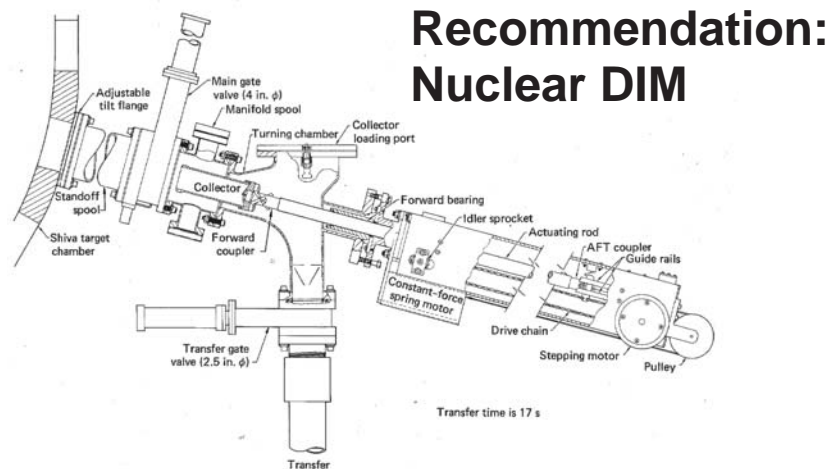 Recommendation:
Nuclear DIM
Main gate
valve (4 in. φ)
Adjustable
tilt flange
Manifold spool
Turning chamber
Collector
loading port
Collector
Standoff
spool
Shiva target
chamber
Forward
coupler
Forward bearing
Idler sprocket
Actuating rod
AFT coupler
Guide rails
Constant-force
spring motor
Drive chain
Stepping motor
Pulley
Transfer gate
valve (2.5 in. φ)
Transfer time is 17 s
Transfer